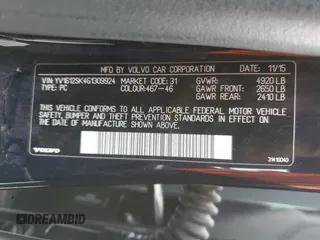 MFD BY VOLVO CAR CORPORATION DATE: 11/15
VIN: YV1612SK4G1309924 MARKET CODE: 31 GVWR: 4920 LB
TYPE: PC COLOUR: 467-46 GAWR FRONT: 2650 LB
GAWR REAR: 2410 LB
THIS VEHICLE CONFORMS TO ALL APPLICABLE FEDERAL MOTOR VEHICLE
SAFETY, BUMPER, AND THEFT PREVENTION STANDARDS IN EFFECT ON THE
DATE OF MANUFACTURE SHOWN ABOVE
VOLVO
31419340
DREAMBID